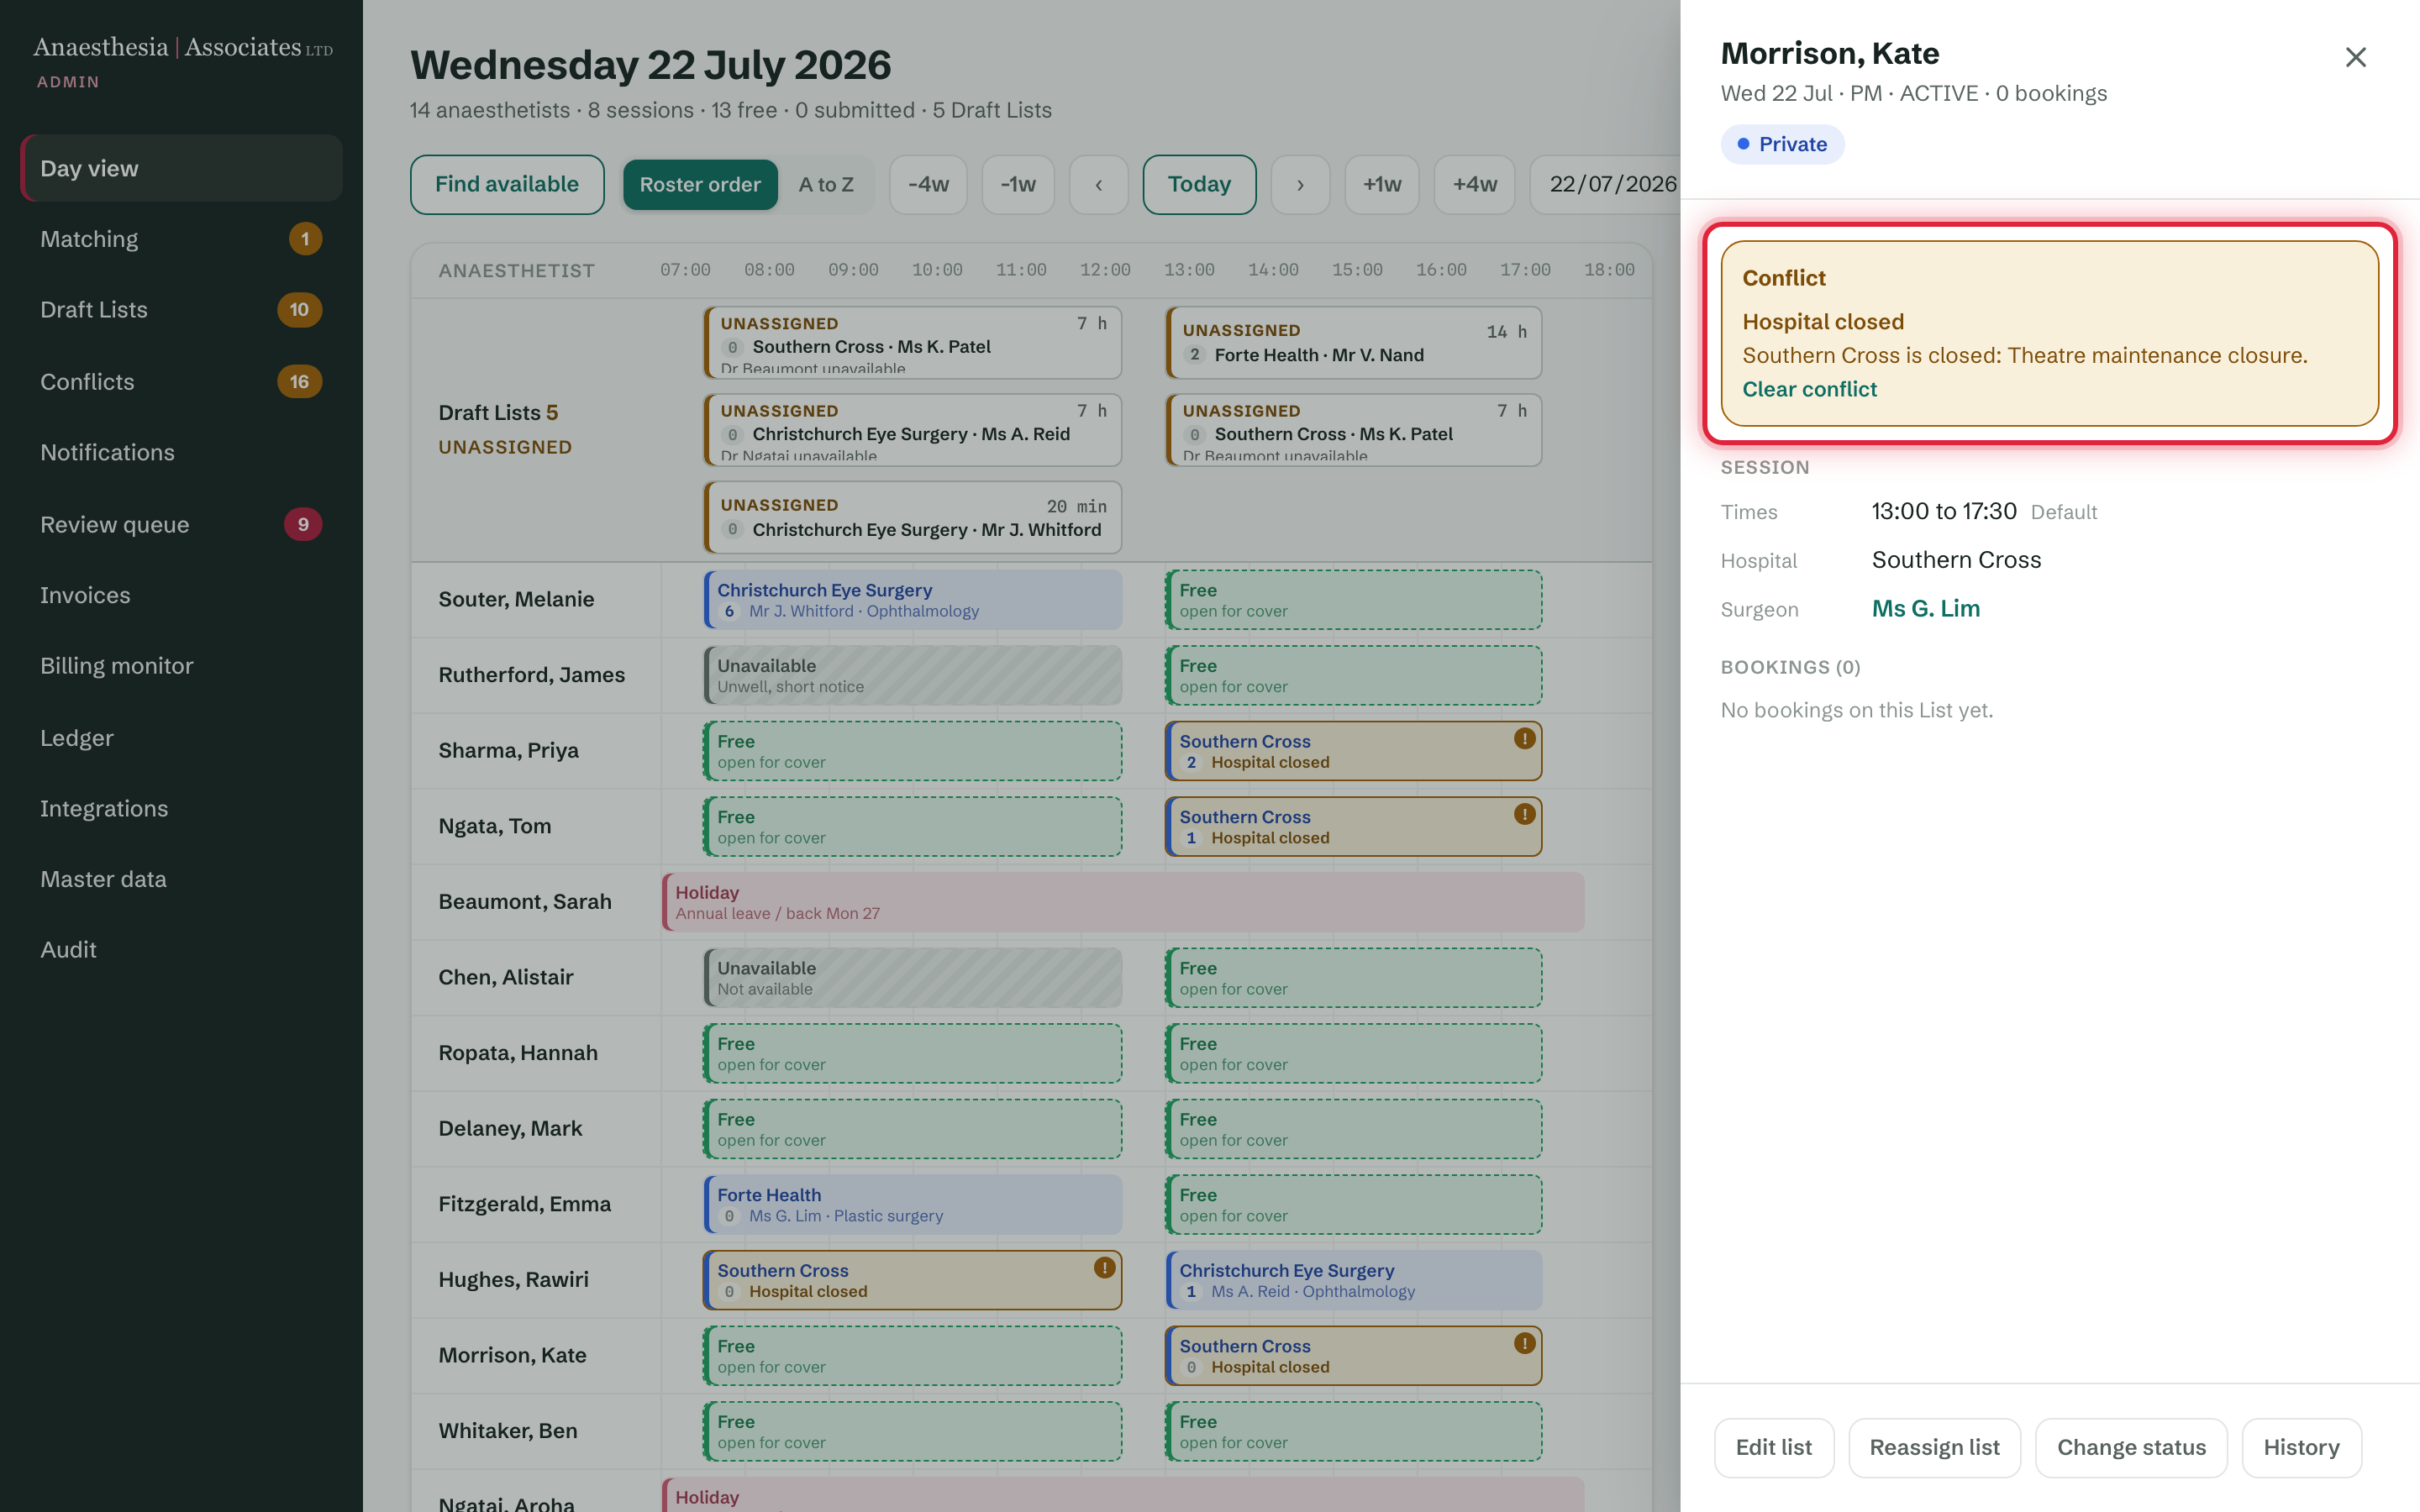 Anaesthesia | Associates LTD
ADMIN
Day view
Matching 1
Draft Lists 10
Conflicts 16
Notifications
Review queue 9
Invoices
Billing monitor
Ledger
Integrations
Master data
Audit
Wednesday 22 July 2026
14 anaesthetists · 8 sessions · 13 free · 0 submitted · 5 Draft Lists
Find available Roster order A to Z -4w -1w ‹ Today › +1w +4w 22/07/2026
ANAESTHETIST 07:00 08:00 09:00 10:00 11:00 12:00 13:00 14:00 15:00 16:00 17:00 18:00
Draft Lists 5
UNASSIGNED
UNASSIGNED 7 h
0 Southern Cross · Ms K. Patel
Dr Beaumont unavailable
UNASSIGNED 14 h
2 Forte Health · Mr V. Nand
UNASSIGNED 7 h
0 Christchurch Eye Surgery · Ms A. Reid
Dr Ngatai unavailable
UNASSIGNED 7 h
0 Southern Cross · Ms K. Patel
Dr Beaumont unavailable
UNASSIGNED 20 min
0 Christchurch Eye Surgery · Mr J. Whitford
Souter, Melanie
Christchurch Eye Surgery
6 Mr J. Whitford · Ophthalmology
Free
open for cover
Rutherford, James
Unavailable
Unwell, short notice
Free
open for cover
Sharma, Priya
Free
open for cover
Southern Cross !
2 Hospital closed
Ngata, Tom
Free
open for cover
Southern Cross !
1 Hospital closed
Beaumont, Sarah
Holiday
Annual leave / back Mon 27
Chen, Alistair
Unavailable
Not available
Free
open for cover
Ropata, Hannah
Free
open for cover
Free
open for cover
Delaney, Mark
Free
open for cover
Free
open for cover
Fitzgerald, Emma
Forte Health
0 Ms G. Lim · Plastic surgery
Free
open for cover
Hughes, Rawiri
Southern Cross !
0 Hospital closed
Christchurch Eye Surgery
1 Ms A. Reid · Ophthalmology
Morrison, Kate
Free
open for cover
Southern Cross !
0 Hospital closed
Whitaker, Ben
Free
open for cover
Free
open for cover
Ngatai, Aroha
Holiday
Morrison, Kate
Wed 22 Jul · PM · ACTIVE · 0 bookings
Private
Conflict
Hospital closed
Southern Cross is closed: Theatre maintenance closure.
Clear conflict
SESSION
Times 13:00 to 17:30 Default
Hospital Southern Cross
Surgeon Ms G. Lim
BOOKINGS (0)
No bookings on this List yet.
Edit list Reassign list Change status History